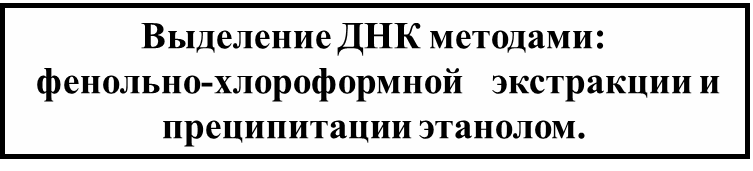 Выделение ДНК методами:
фенольно-хлороформной экстракции и
преципитации этанолом.